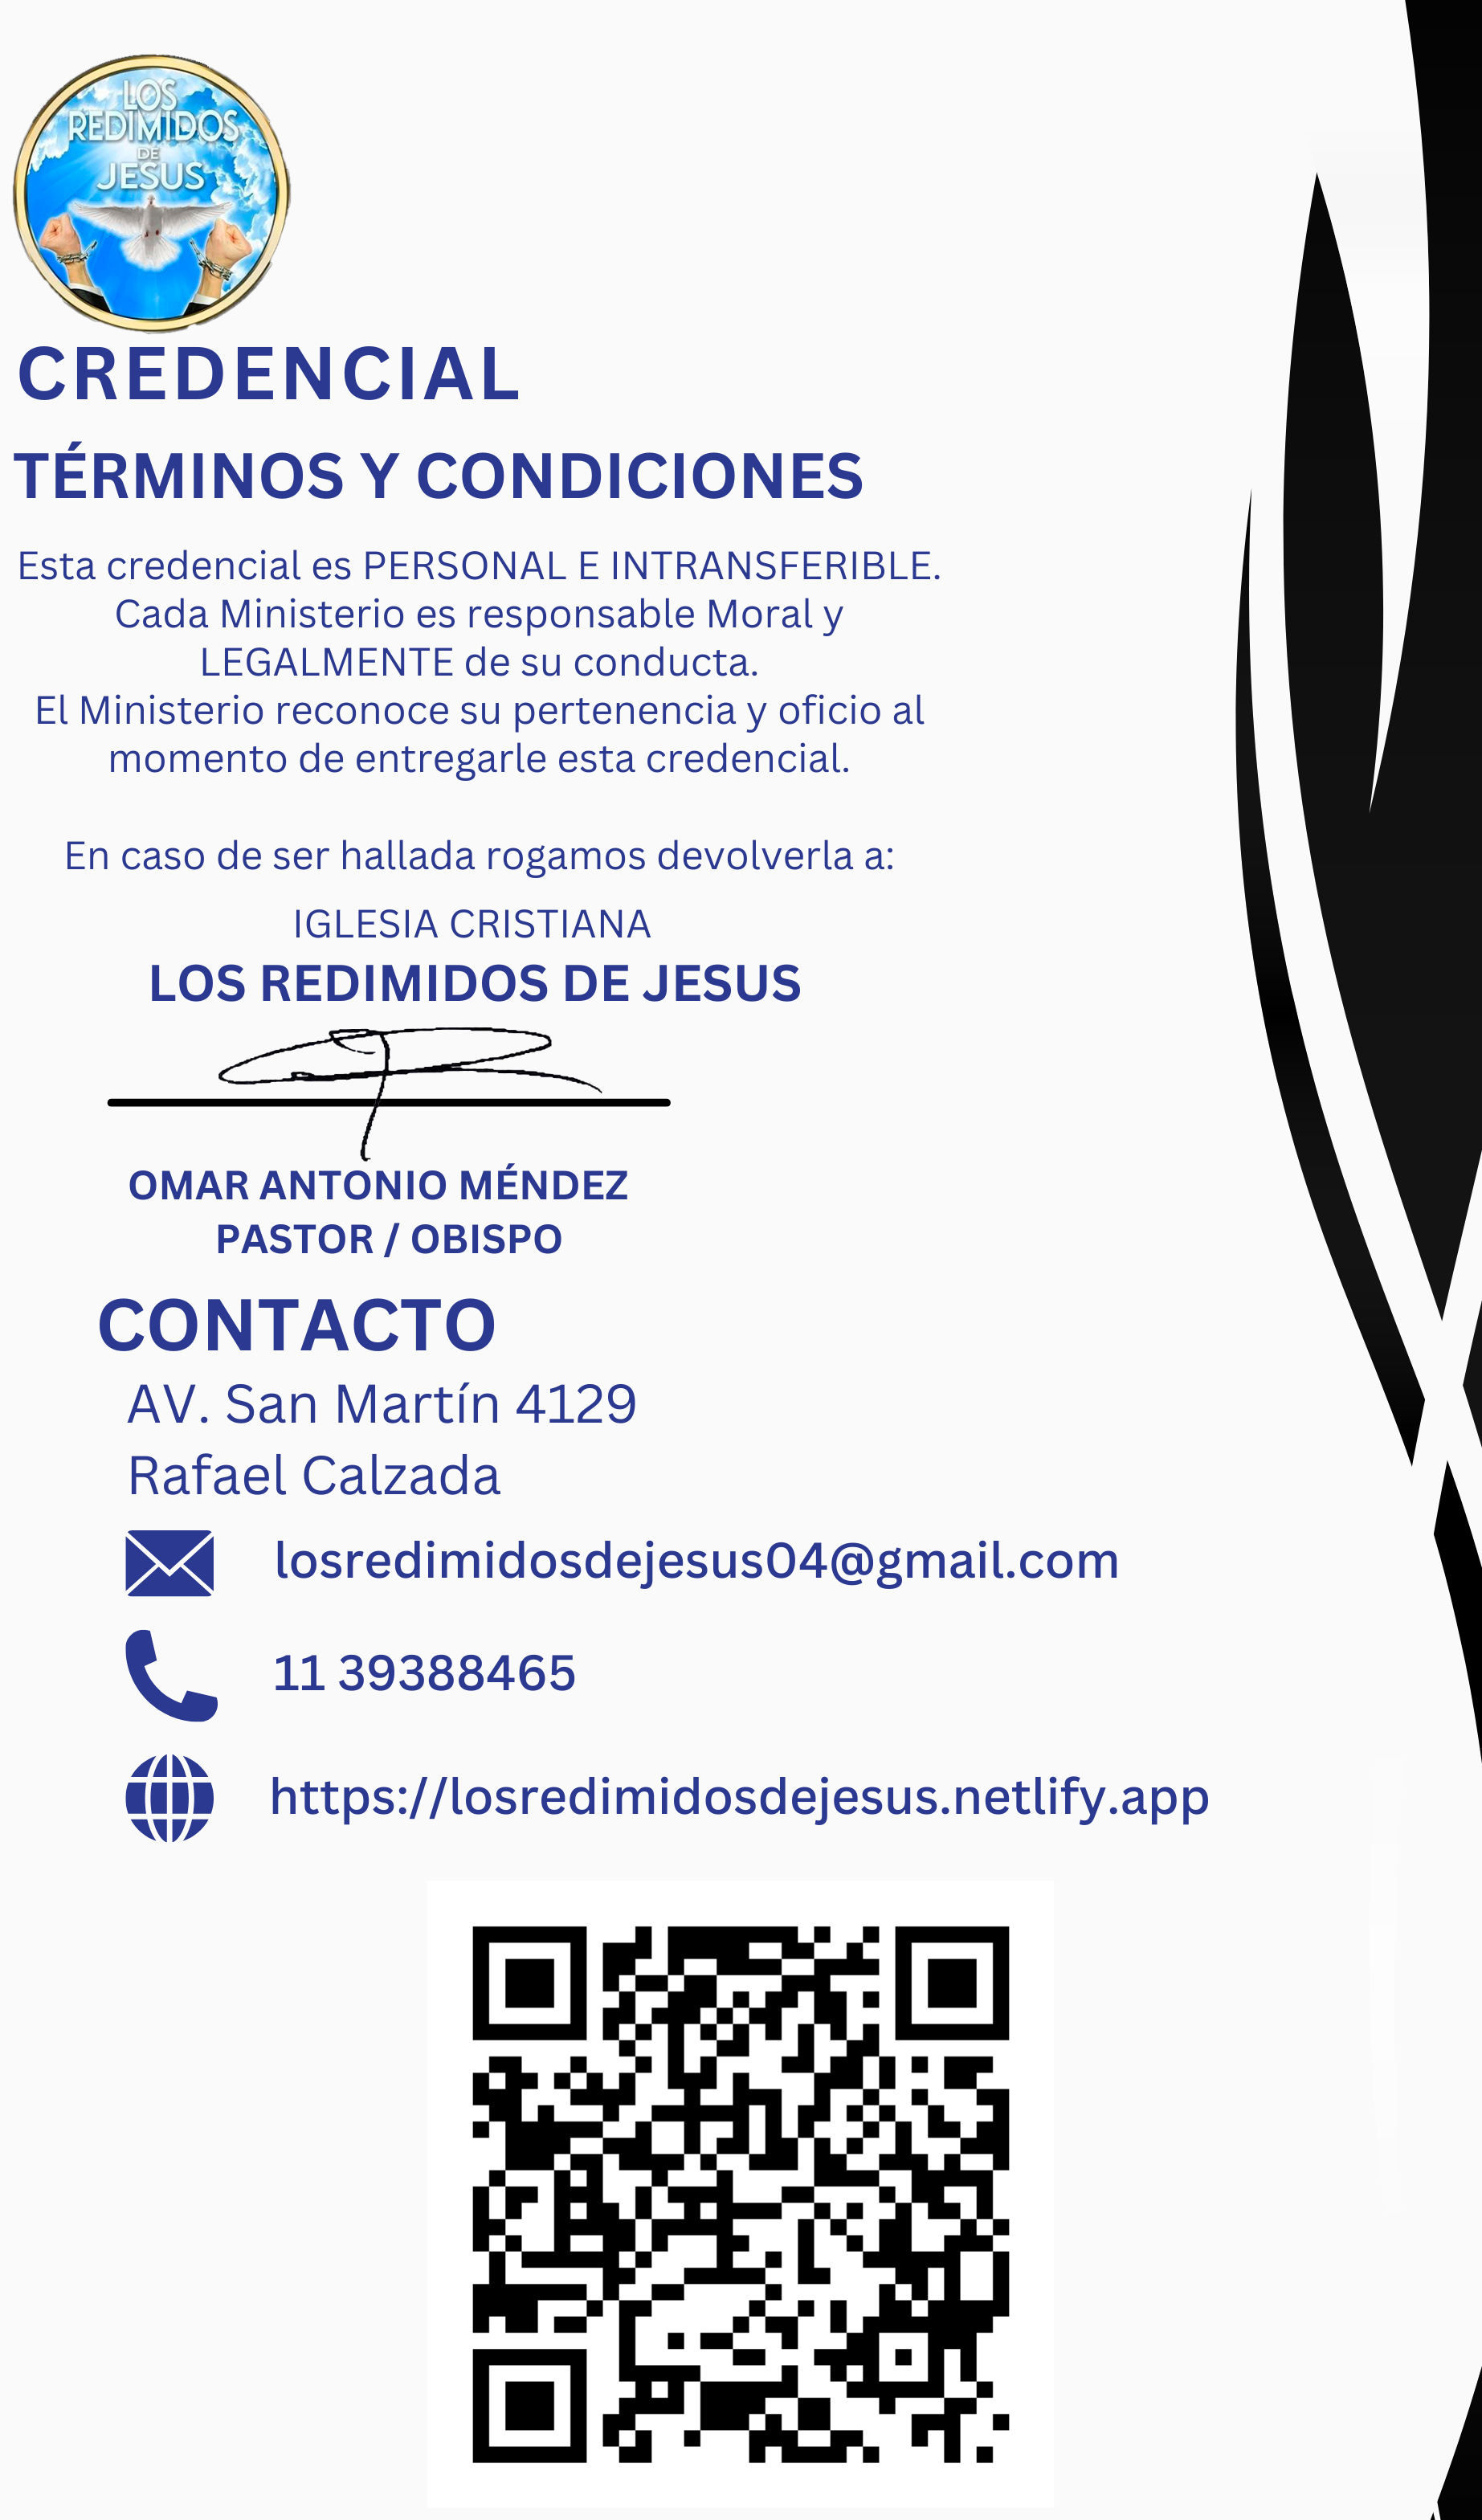 LOS
REDIMIDOS
DE
JESUS
CREDENCIAL
TÉRMINOS Y CONDICIONES
Esta credencial es PERSONAL E INTRANSFERIBLE.
Cada Ministerio es responsable Moral y
LEGALMENTE de su conducta.
El Ministerio reconoce su pertenencia y oficio al
momento de entregarle esta credencial.
En caso de ser hallada rogamos devolverla a:
IGLESIA CRISTIANA
LOS REDIMIDOS DE JESUS
OMAR ANTONIO MÉNDEZ
PASTOR / OBISPO
CONTACTO
AV. San Martín 4129
Rafael Calzada
losredimidosdejesus04@gmail.com
11 39388465
https://losredimidosdejesus.netlify.app